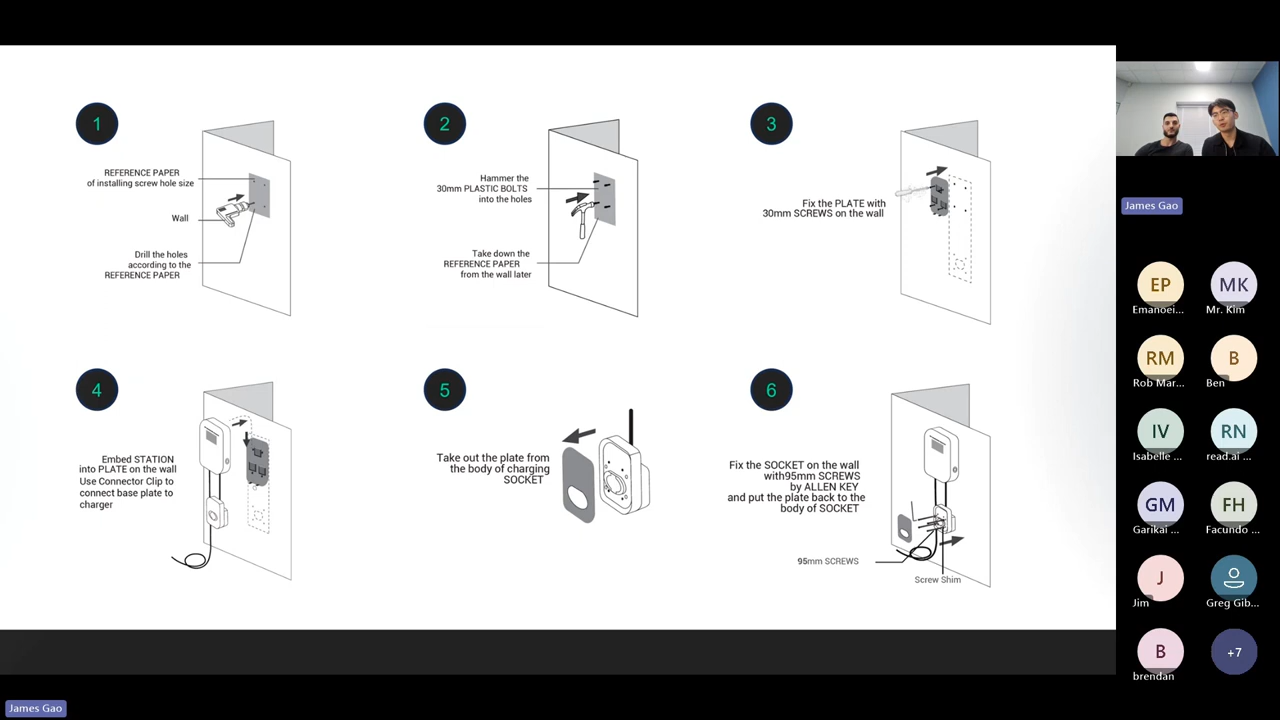 1
REFERENCE PAPER
of installing screw hole size
Wall
Drill the holes
according to the
REFERENCE PAPER
2
Hammer the
30mm PLASTIC BOLTS
into the holes
Take down the
REFERENCE PAPER
from the wall later
3
Fix the PLATE with
30mm SCREWS on the wall
4
Embed STATION
into PLATE on the wall
Use Connector Clip to
connect base plate to
charger
5
Take out the plate from
the body of charging
SOCKET
6
Fix the SOCKET on the wall
with95mm SCREWS
by ALLEN KEY
and put the plate back to the
body of SOCKET
95mm SCREWS
Screw Shim
James Gao
EP
MK
Emanoei...
Mr. Kim
RM
B
Rob Mar...
Ben
IV
RN
Isabelle ...
read.ai ...
GM
FH
Garikai ...
Facundo ...
J
Jim
Greg Gib...
B
+7
brendan
James Gao